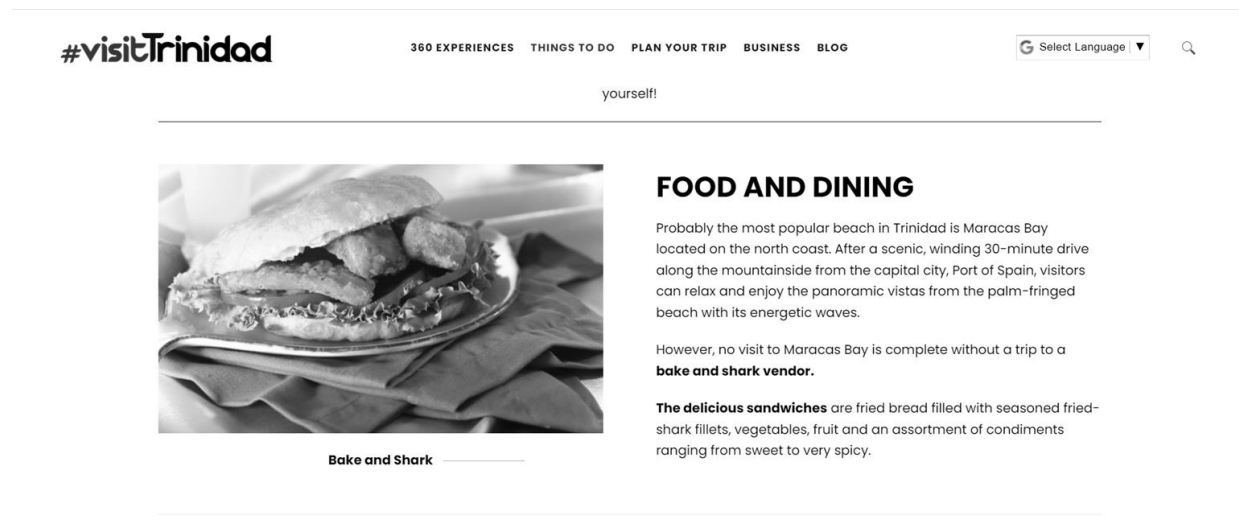 #visitTrinidad
360 EXPERIENCES THINGS TO DO PLAN YOUR TRIP BUSINESS BLOG
Select Language ▼
yourself!
FOOD AND DINING
Probably the most popular beach in Trinidad is Maracas Bay
located on the north coast. After a scenic, winding 30-minute drive
along the mountainside from the capital city, Port of Spain, visitors
can relax and enjoy the panoramic vistas from the palm-fringed
beach with its energetic waves.
However, no visit to Maracas Bay is complete without a trip to a
bake and shark vendor.
The delicious sandwiches are fried bread filled with seasoned fried-
shark fillets, vegetables, fruit and an assortment of condiments
ranging from sweet to very spicy.
Bake and Shark